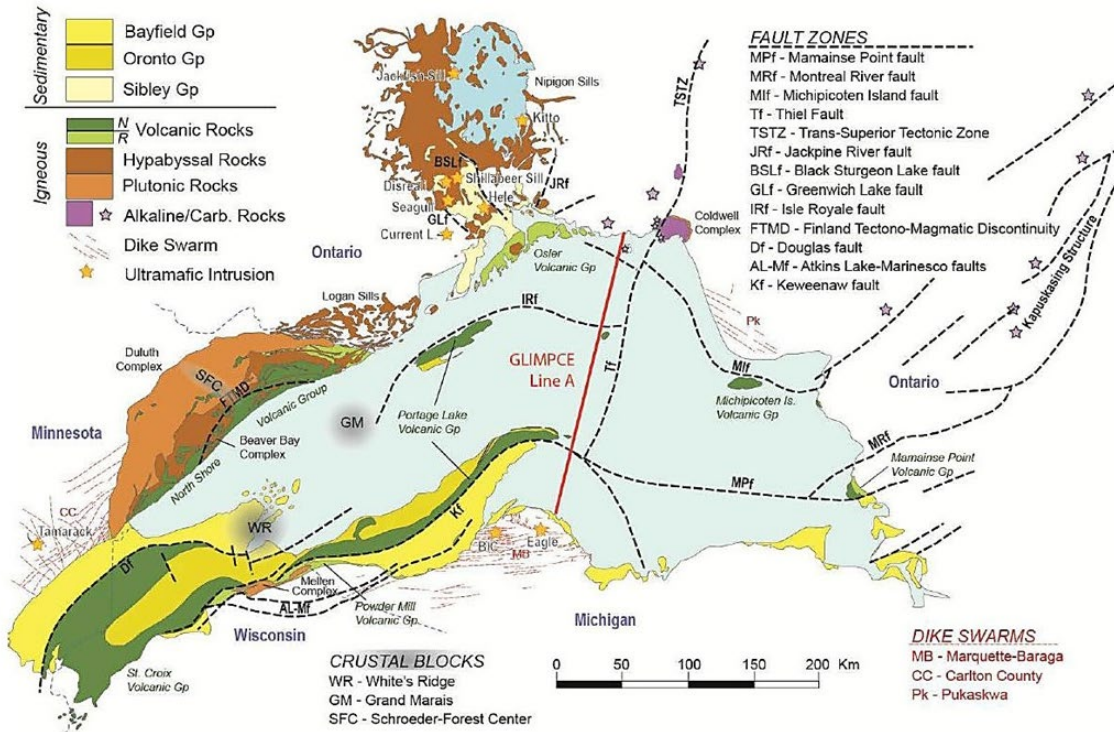 Sedimentary
Bayfield Gp
Oronto Gp
Sibley Gp
Igneous
N
R
Volcanic Rocks
Hypabyssal Rocks
Plutonic Rocks
Alkaline/Carb. Rocks
Dike Swarm
Ultramafic Intrusion
FAULT ZONES
MPf - Mamainse Point fault
MRf - Montreal River fault
MIf - Michipicoten Island fault
Tf - Thiel Fault
TSTZ - Trans-Superior Tectonic Zone
JRf - Jackpine River fault
BSLf - Black Sturgeon Lake fault
GLf - Greenwich Lake fault
IRf - Isle Royale fault
FTMD - Finland Tectono-Magmatic Discontinuity
Df - Douglas fault
AL-Mf - Atkins Lake-Marinesco faults
Kf - Keweenaw fault
Jackfish Sill
Nipigon Sills
Kitto
TSTZ
BSLf
Shillabeer Sill
Disreali
Hele
JRf
Seagull
GLf
Current L.
Ontario
Osler
Volcanic Gp
Coldwell
Complex
Kapuskasing Structure
Logan Sills
IRf
Pk
Duluth
Complex
SFC
FTMD
GLIMPCE
Line A
Tf
MIf
Ontario
Michipicoten Is.
Volcanic Gp
Volcanic Group
North Shore
GM
Portage Lake
Volcanic Gp
Minnesota
Beaver Bay
Complex
MRf
Mamainse Point
Volcanic Gp
MPf
CC
Tamarack
WR
Kf
BIC
Eagle
MB
Df
Mellen
Complex
AL-Mf
Powder Mill
Volcanic Gp
Wisconsin
Michigan
St. Croix
Volcanic Gp
CRUSTAL BLOCKS
WR - White's Ridge
GM - Grand Marais
SFC - Schroeder-Forest Center
0 50 100 150 200 Km
DIKE SWARMS
MB - Marquette-Baraga
CC - Carlton County
Pk - Pukaskwa